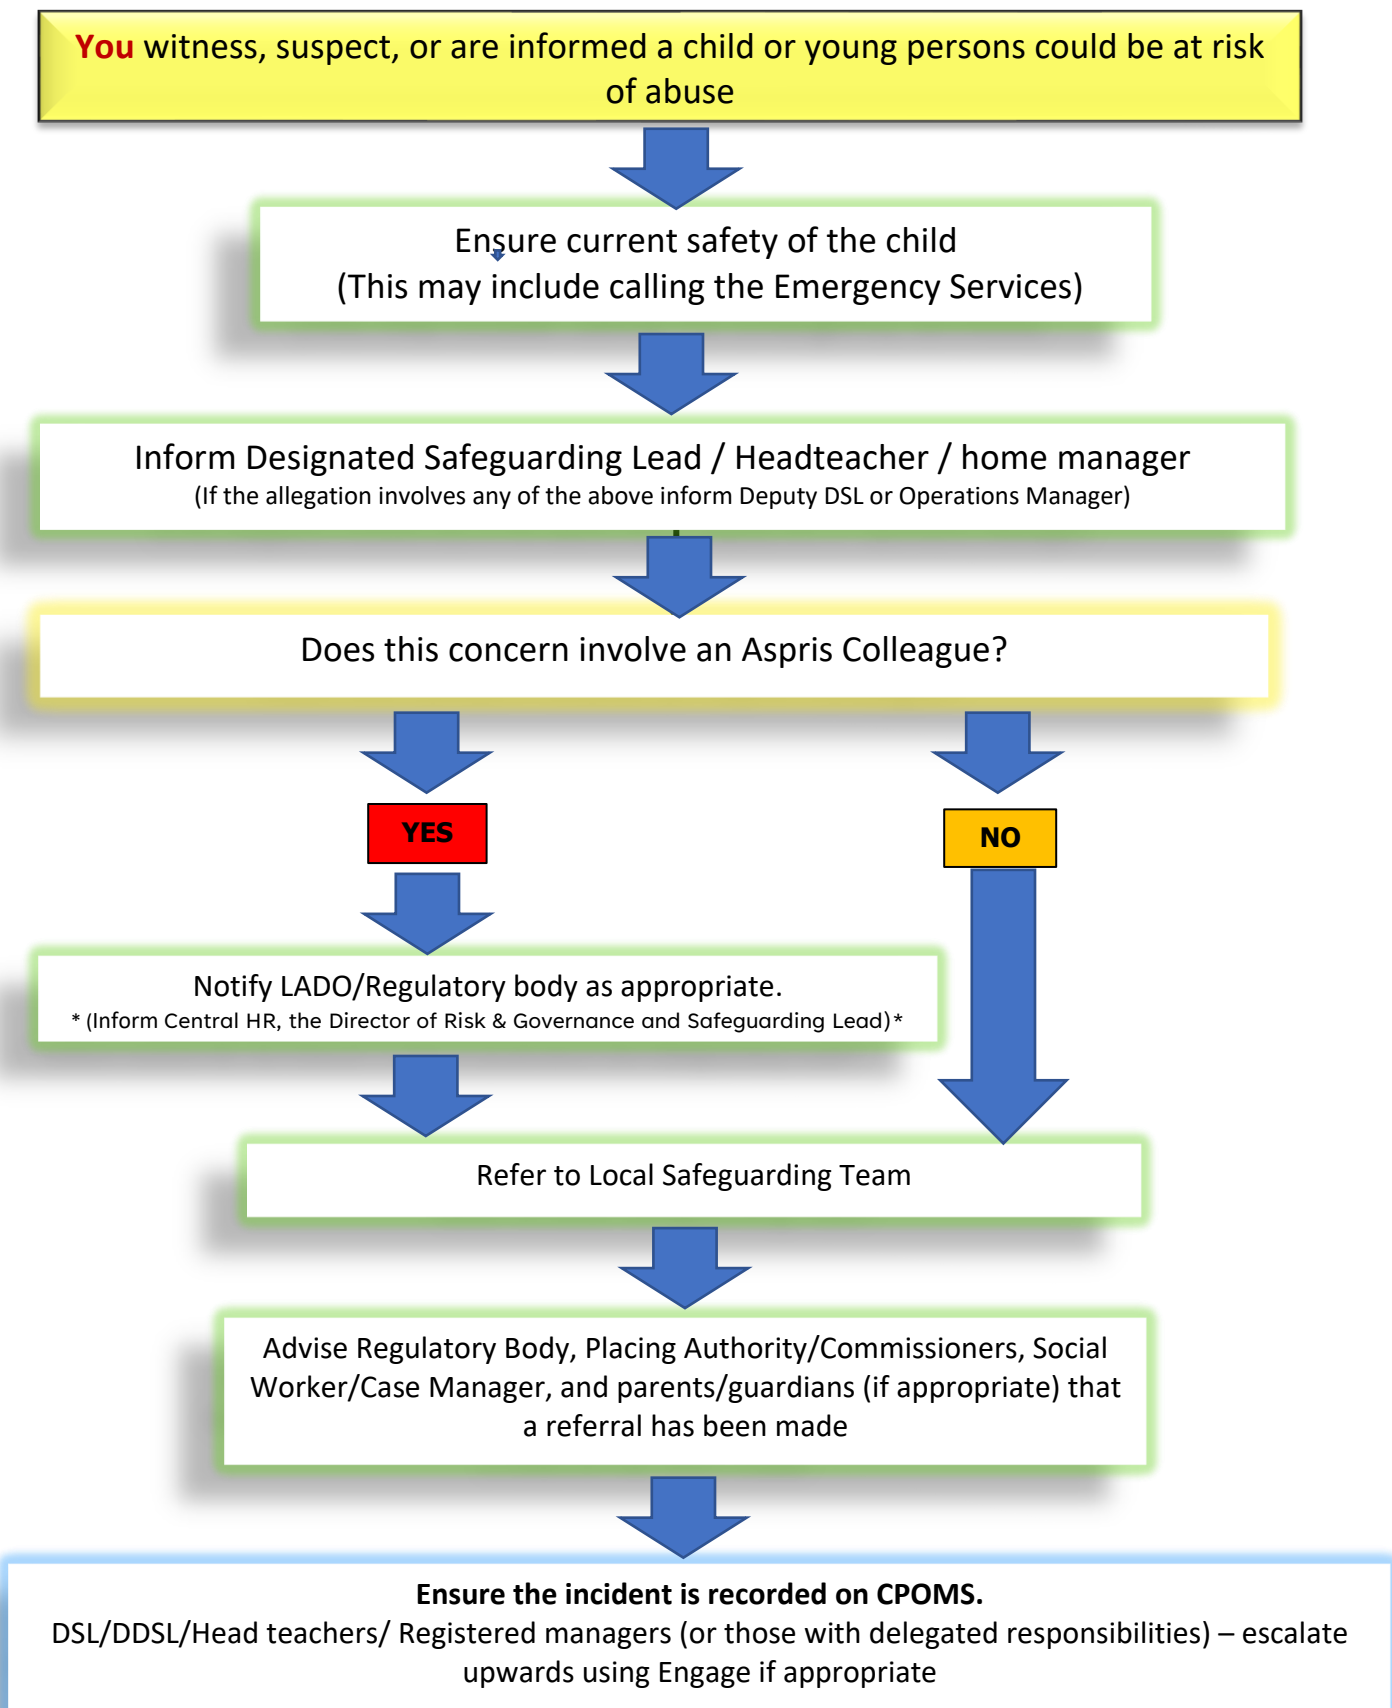 You witness, suspect, or are informed a child or young persons could be at risk
of abuse
Ensure current safety of the child
(This may include calling the Emergency Services)
Inform Designated Safeguarding Lead / Headteacher / home manager
(If the allegation involves any of the above inform Deputy DSL or Operations Manager)
Does this concern involve an Aspris Colleague?
YES
NO
Notify LADO/Regulatory body as appropriate.
* (Inform Central HR, the Director of Risk & Governance and Safeguarding Lead)*
Refer to Local Safeguarding Team
Advise Regulatory Body, Placing Authority/Commissioners, Social
Worker/Case Manager, and parents/guardians (if appropriate) that
a referral has been made
Ensure the incident is recorded on CPOMS.
DSL/DDSL/Head teachers/ Registered managers (or those with delegated responsibilities) – escalate
upwards using Engage if appropriate